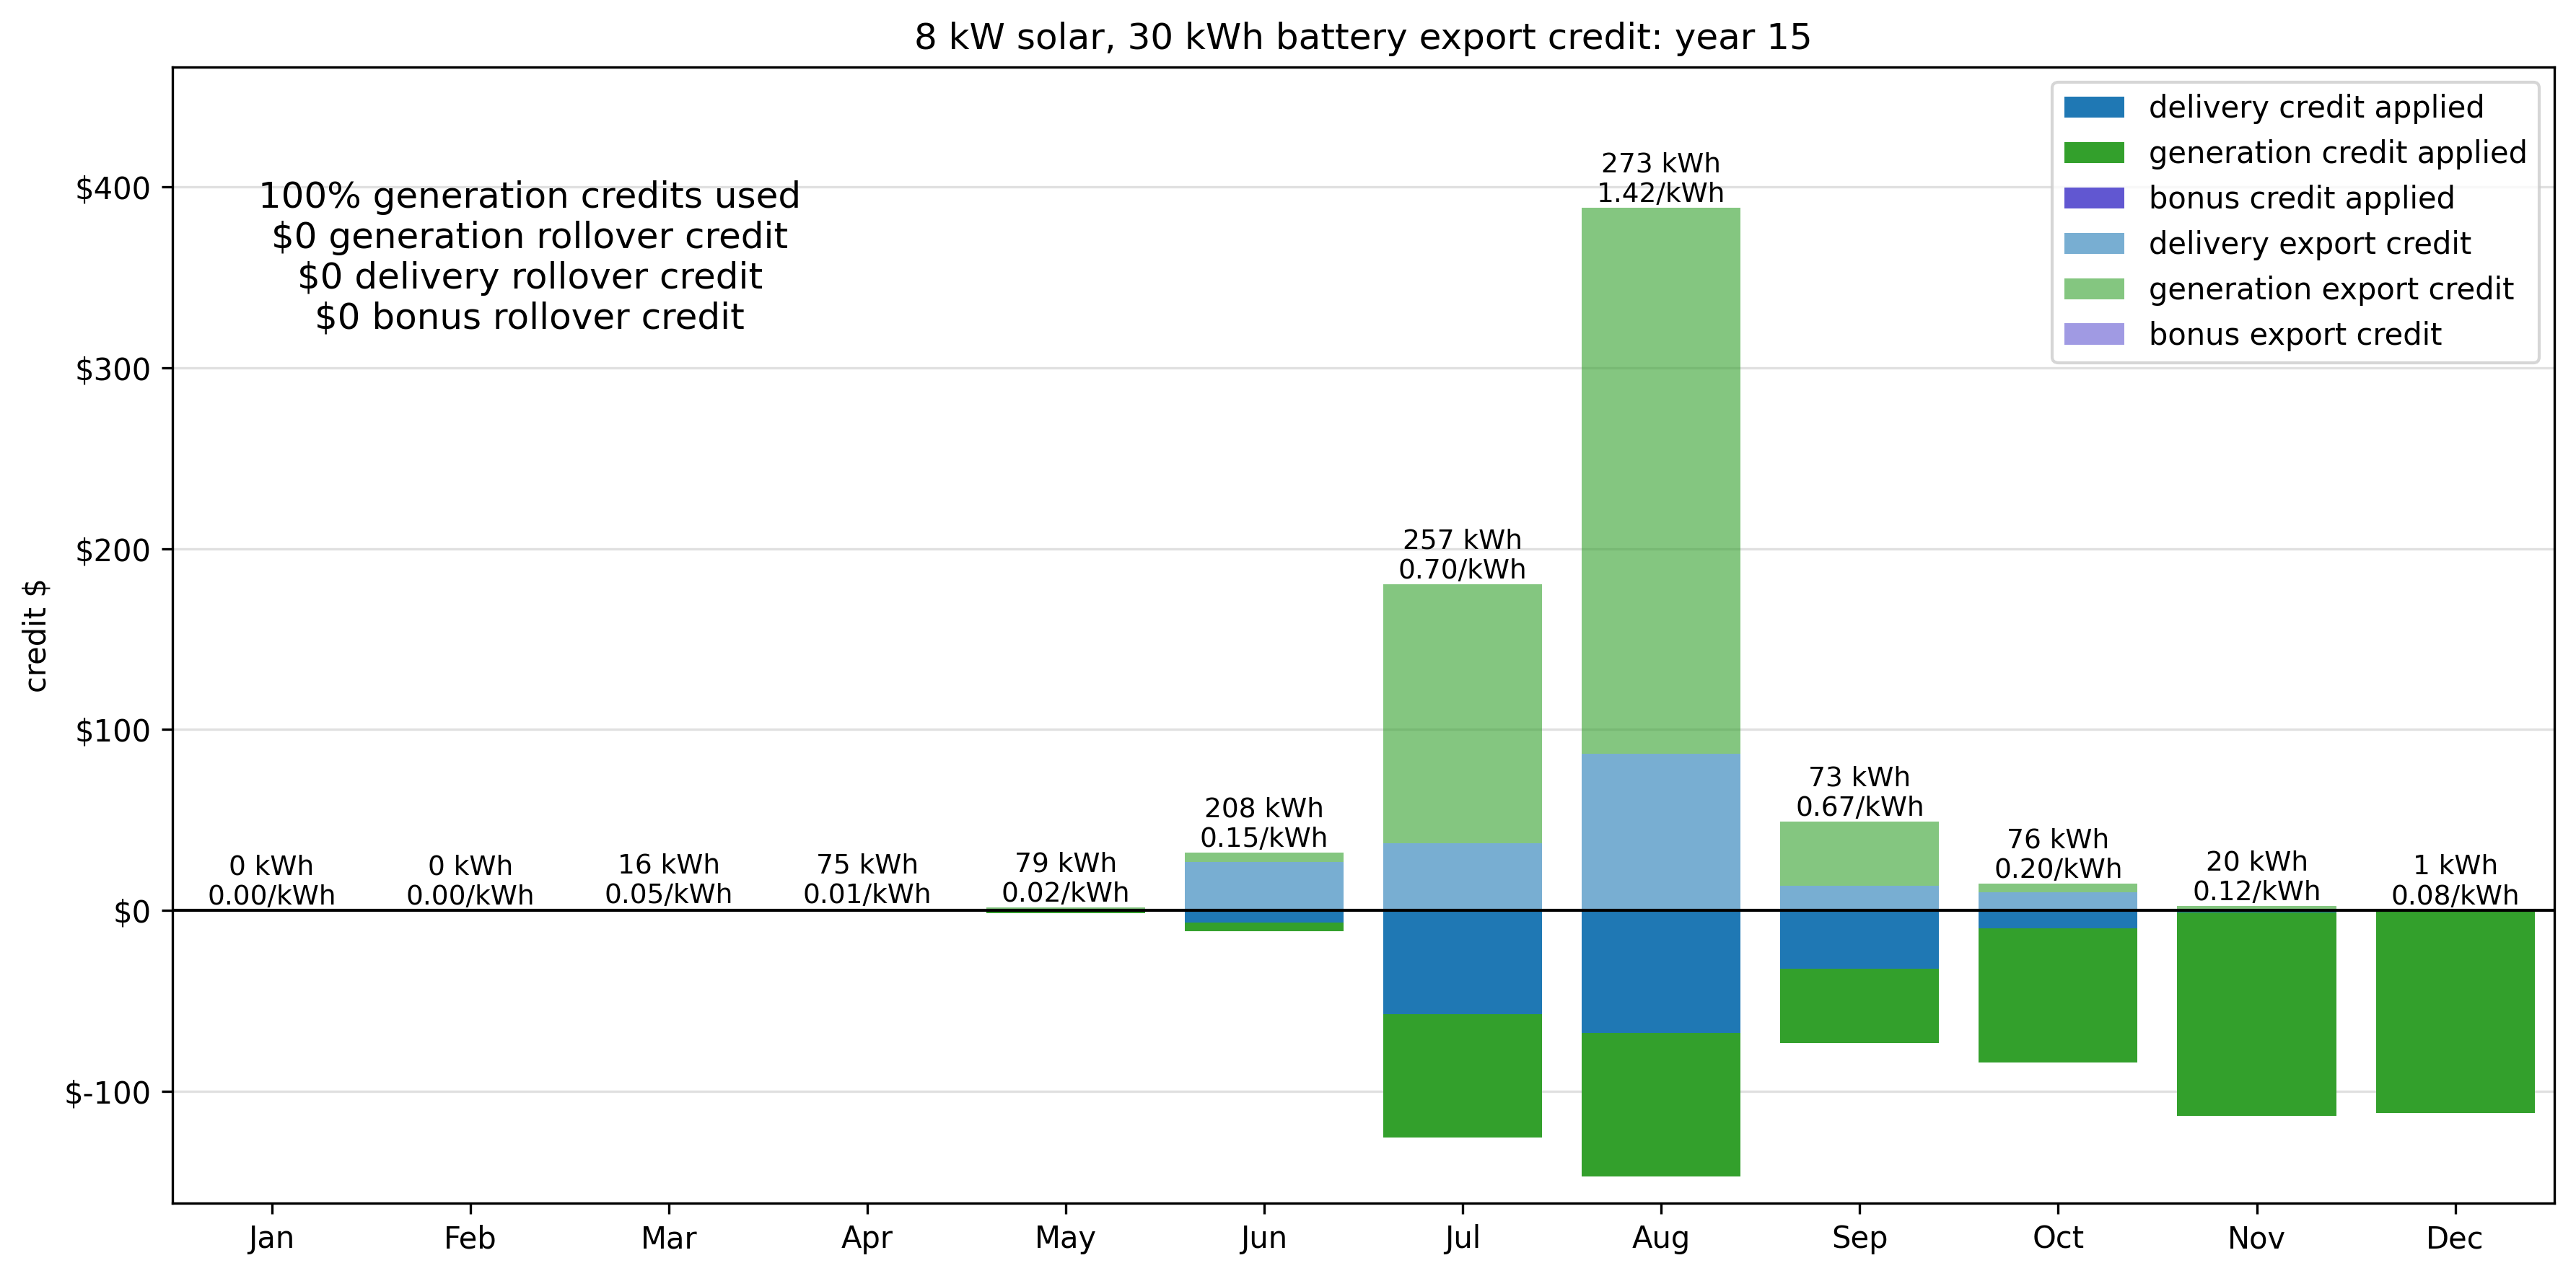 8 kW solar, 30 kWh battery export credit: year 15
credit $
$400
$300
$200
$100
$0
$-100
100% generation credits used
$0 generation rollover credit
$0 delivery rollover credit
$0 bonus rollover credit
delivery credit applied
generation credit applied
bonus credit applied
delivery export credit
generation export credit
bonus export credit
0 kWh
0.00/kWh
0 kWh
0.00/kWh
16 kWh
0.05/kWh
75 kWh
0.01/kWh
79 kWh
0.02/kWh
208 kWh
0.15/kWh
257 kWh
0.70/kWh
273 kWh
1.42/kWh
73 kWh
0.67/kWh
76 kWh
0.20/kWh
20 kWh
0.12/kWh
1 kWh
0.08/kWh
Jan
Feb
Mar
Apr
May
Jun
Jul
Aug
Sep
Oct
Nov
Dec